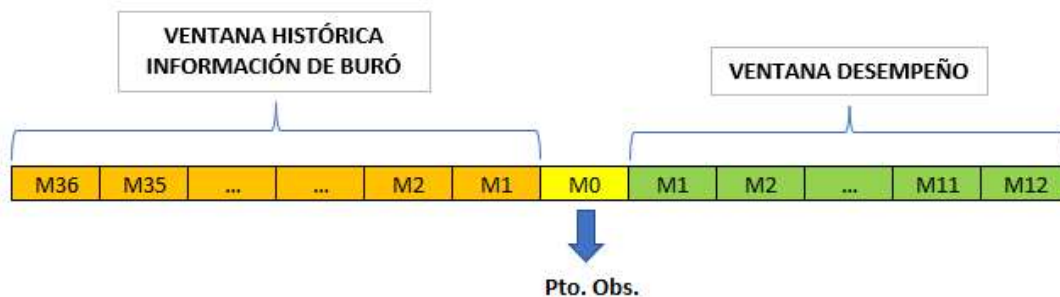 VENTANA HISTÓRICA
INFORMACIÓN DE BURÓ
VENTANA DESEMPEÑO
M36 M35 ... ... M2 M1 M0 M1 M2 ... M11 M12
Pto. Obs.